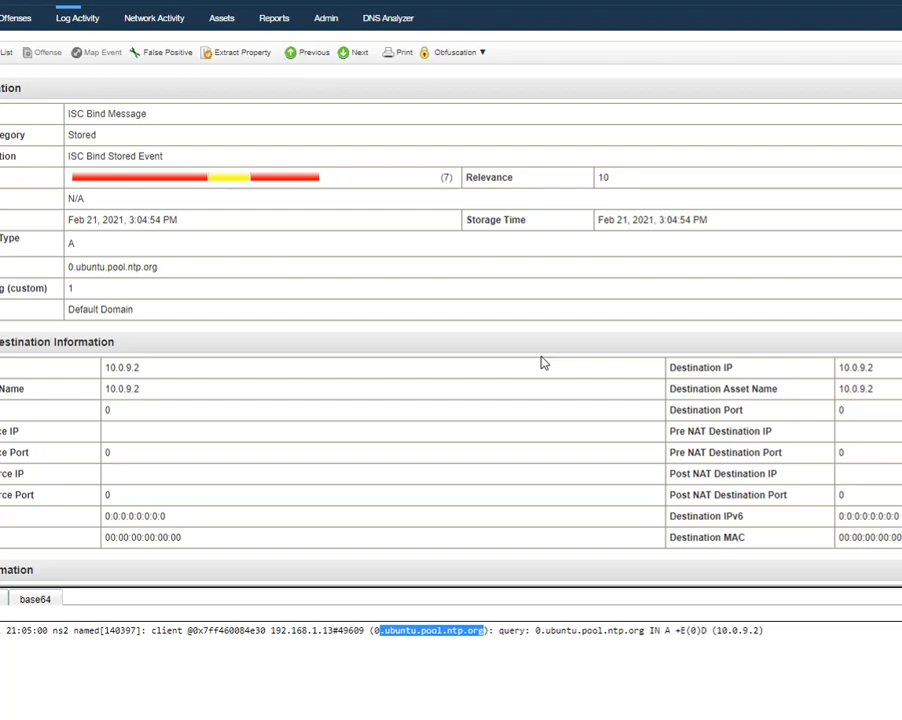 Offenses Log Activity Network Activity Assets Reports Admin DNS Analyzer
List Offense Map Event False Positive Extract Property Previous Next Print Obfuscation ▼
tion
ISC Bind Message
egory Stored
tion ISC Bind Stored Event
(7) Relevance 10
N/A
Feb 21, 2021, 3:04:54 PM Storage Time Feb 21, 2021, 3:04:54 PM
Type A
0.ubuntu.pool.ntp.org
g (custom) 1
Default Domain
estination Information
10.0.9.2 Destination IP 10.0.9.2
Name 10.0.9.2 Destination Asset Name 10.0.9.2
0 Destination Port 0
e IP Pre NAT Destination IP
ce Port 0 Pre NAT Destination Port 0
rce IP Post NAT Destination IP
rce Port 0 Post NAT Destination Port 0
0:0:0:0:0:0:0:0 Destination IPv6 0:0:0:0:0:0:0:0
00:00:00:00:00:00 Destination MAC 00:00:00:00:00
mation
base64
21:05:00 ns2 named[140397]: client @0x7ff460084e30 192.168.1.13#49609 (0.ubuntu.pool.ntp.org): query: 0.ubuntu.pool.ntp.org IN A +E(0)D (10.0.9.2)